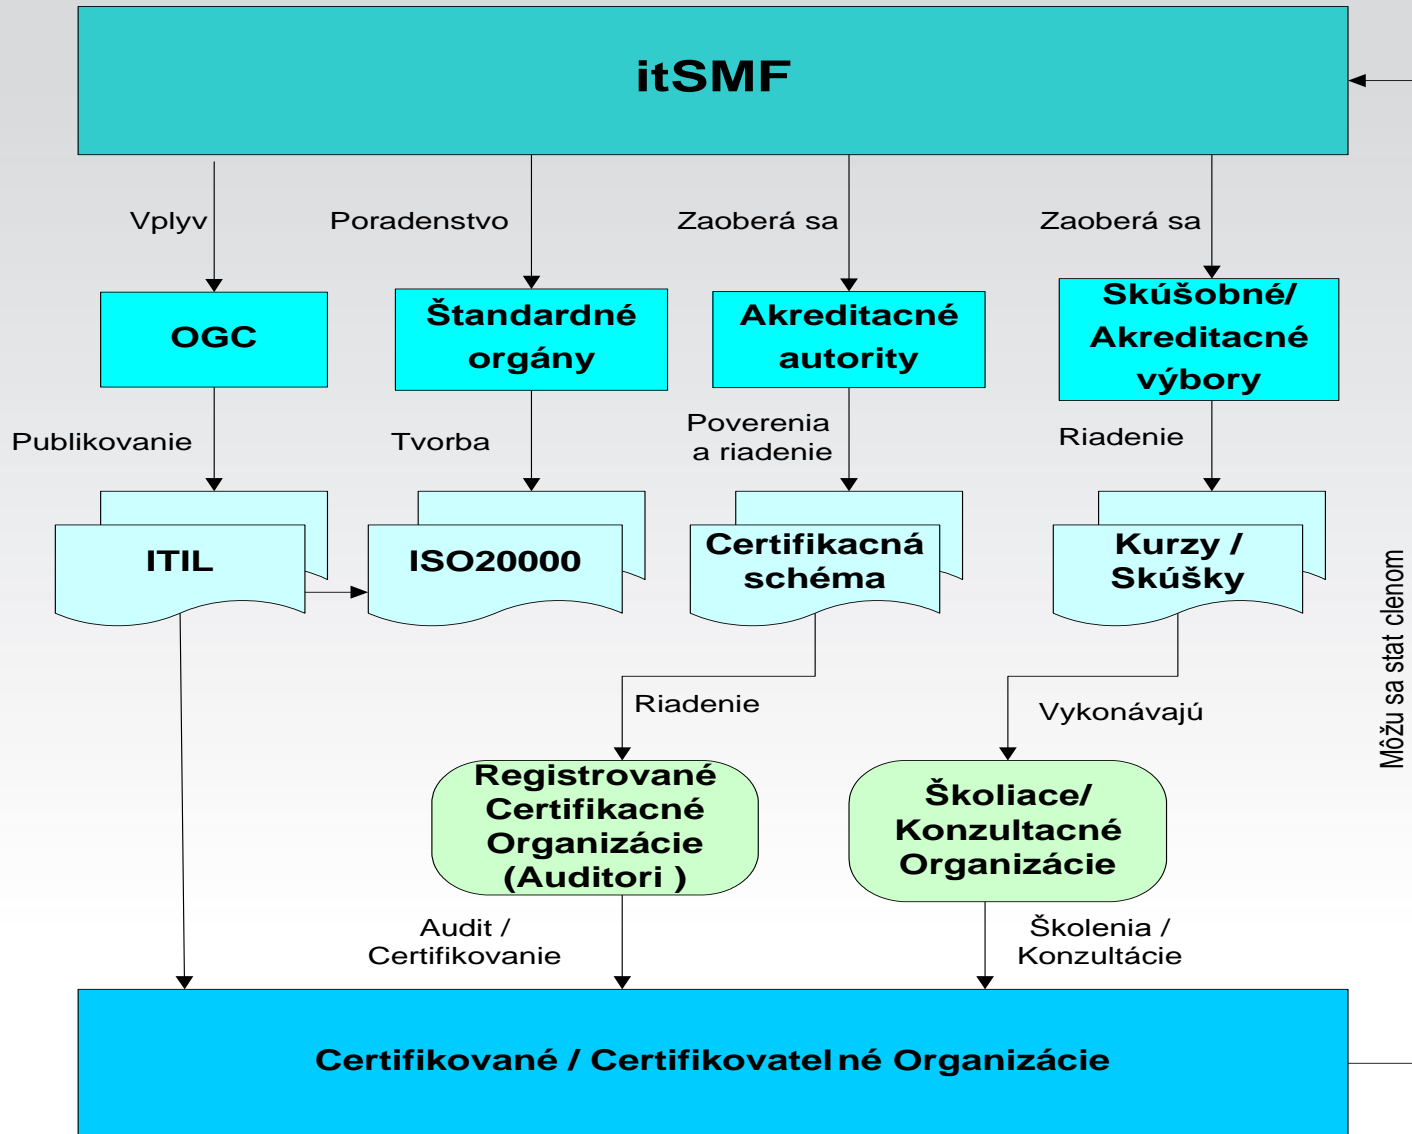 itSMF
Vplyv
Poradenstvo
Zaoberá sa
Zaoberá sa
OGC
Štandardné
orgány
Akreditacné
autority
Skúšobné/
Akreditacné
výbory
Publikovanie
Tvorba
Poverenia
a riadenie
Riadenie
ITIL
ISO20000
Certifikacná
schéma
Kurzy /
Skúšky
Môžu sa stat clenom
Riadenie
Vykonávajú
Registrované
Certifikacné
Organizácie
(Auditori )
Školiace/
Konzultacné
Organizácie
Audit /
Certifikovanie
Školenia /
Konzultácie
Certifikované / Certifikovatelné Organizácie